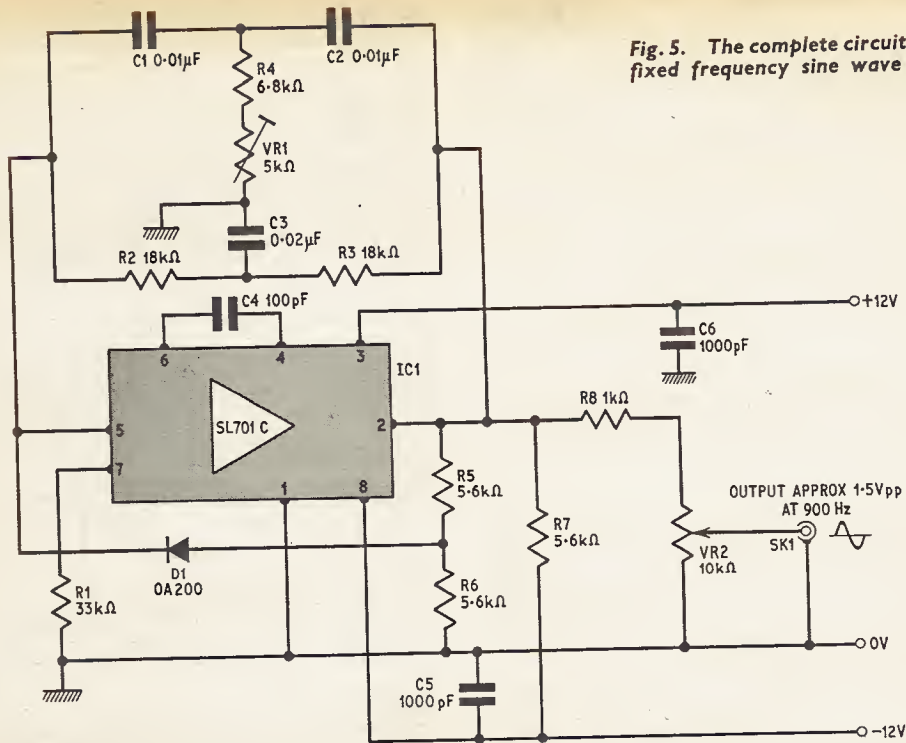 Fig. 5. The complete circuit
fixed frequency sine wave
C1 0·01μF
C2 0·01μF
R4
6·8kΩ
VR1
5kΩ
C3
0·02μF
R2 18kΩ
R3 18kΩ
C4 100pF
+12V
C6
1000pF
6
4
3
IC1
R8 1kΩ
SL701 C
5
2
7
1
8
R5
5·6kΩ
OUTPUT APPROX 1·5Vpp
AT 900 Hz
R7
5·6kΩ
VR2
10kΩ
SK1
D1
OA200
R1
33kΩ
R6
5·6kΩ
0V
C5
1000pF
-12V